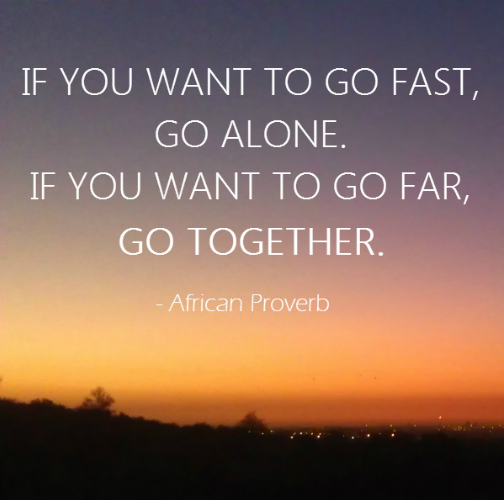 IF YOU WANT TO GO FAST,
GO ALONE.
IF YOU WANT TO GO FAR,
GO TOGETHER.
- African Proverb